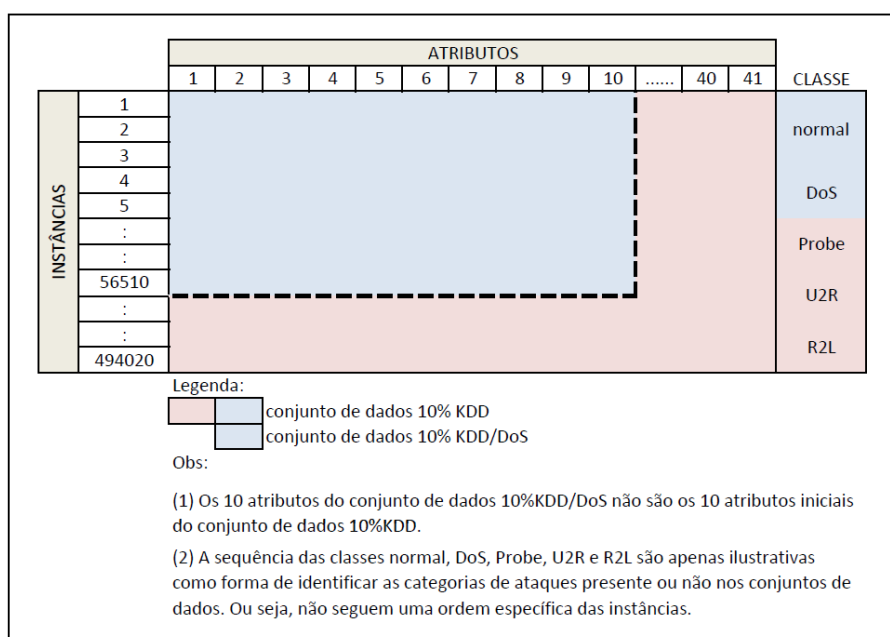 ATRIBUTOS
1 2 3 4 5 6 7 8 9 10 ...... 40 41 CLASSE
INSTÂNCIAS
1
2
3
4
5
:
:
56510
:
:
494020
normal
DoS
Probe
U2R
R2L
Legenda:
conjunto de dados 10% KDD
conjunto de dados 10% KDD/DoS
Obs:
(1) Os 10 atributos do conjunto de dados 10%KDD/DoS não são os 10 atributos iniciais
do conjunto de dados 10%KDD.
(2) A sequência das classes normal, DoS, Probe, U2R e R2L são apenas ilustrativas
como forma de identificar as categorias de ataques presente ou não nos conjuntos de
dados. Ou seja, não seguem uma ordem específica das instâncias.